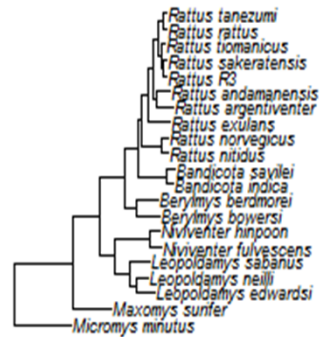 Rattus tanezumi
Rattus rattus
Rattus tiomanicus
Rattus sakeratensis
Rattus R3
Rattus andamanensis
Rattus argentiventer
Rattus exulans
Rattus norvegicus
Rattus nitidus
Bandicota savilei
Bandicota indica
Berylmys berdmorei
Berylmys bowersi
Niviventer hinpoon
Niviventer fulvescens
Leopoldamys sabanus
Leopoldamys neilli
Leopoldamys edwardsi
Maxomys surifer
Micromys minutus